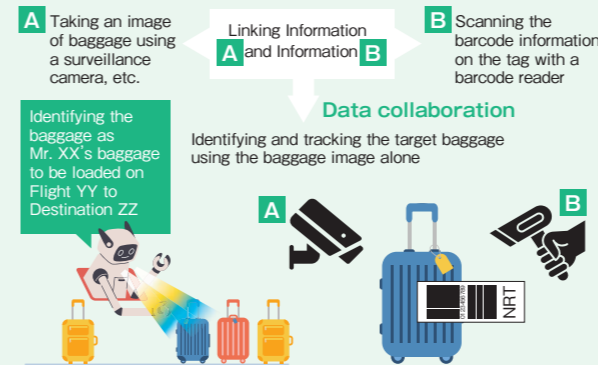 A Taking an image
of baggage using
a surveillance
camera, etc.
Linking Information
A and Information B
B Scanning the
barcode information
on the tag with a
barcode reader
Data collaboration
Identifying and tracking the target baggage
using the baggage image alone
Identifying the
baggage as
Mr. XX's baggage
to be loaded on
Flight YY to
Destination ZZ
A
B
NRT